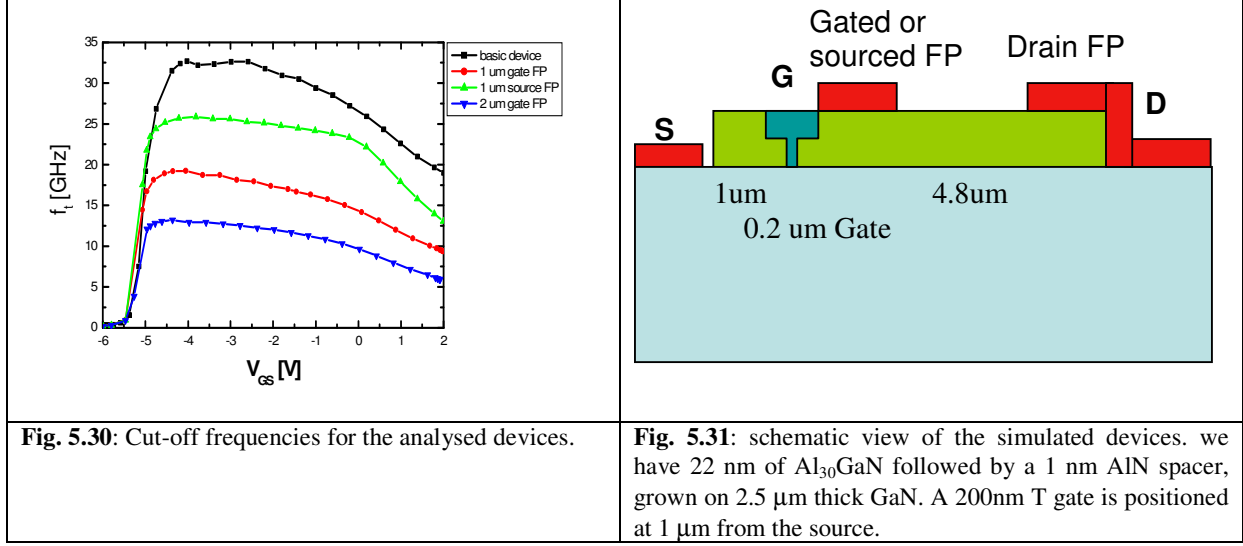 35
30
25
20
15
10
5
0
-6 -5 -4 -3 -2 -1 0 1 2
f_t [GHz]
V_GS [V]
basic device
1 um gate FP
1 um source FP
2 um gate FP
Gated or
sourced FP
Drain FP
G
S
D
1um
4.8um
0.2 um Gate
Fig. 5.30: Cut-off frequencies for the analysed devices.
Fig. 5.31: schematic view of the simulated devices. we
have 22 nm of Al₃₀GaN followed by a 1 nm AlN spacer,
grown on 2.5 μm thick GaN. A 200nm T gate is positioned
at 1 μm from the source.